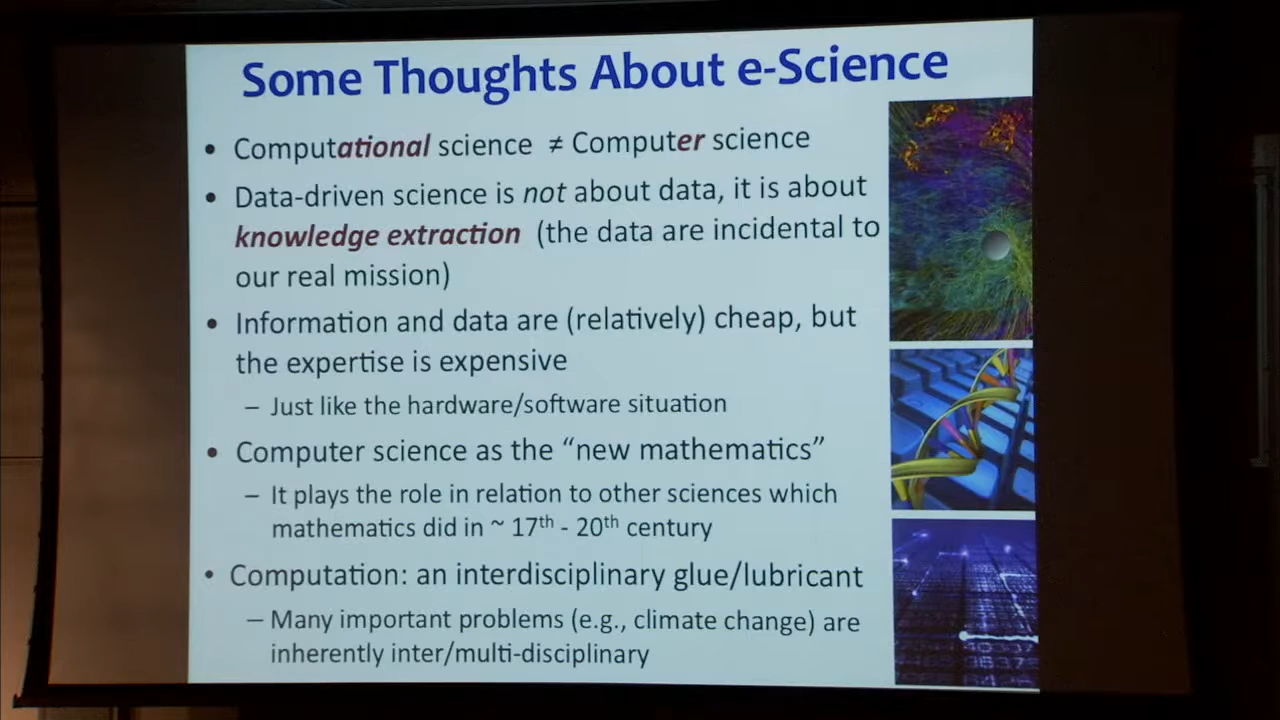 Some Thoughts About e-Science
• Computational science ≠ Computer science
• Data-driven science is not about data, it is about
knowledge extraction (the data are incidental to
our real mission)
• Information and data are (relatively) cheap, but
the expertise is expensive
– Just like the hardware/software situation
• Computer science as the “new mathematics”
– It plays the role in relation to other sciences which
mathematics did in ~ 17th - 20th century
• Computation: an interdisciplinary glue/lubricant
– Many important problems (e.g., climate change) are
inherently inter/multi-disciplinary